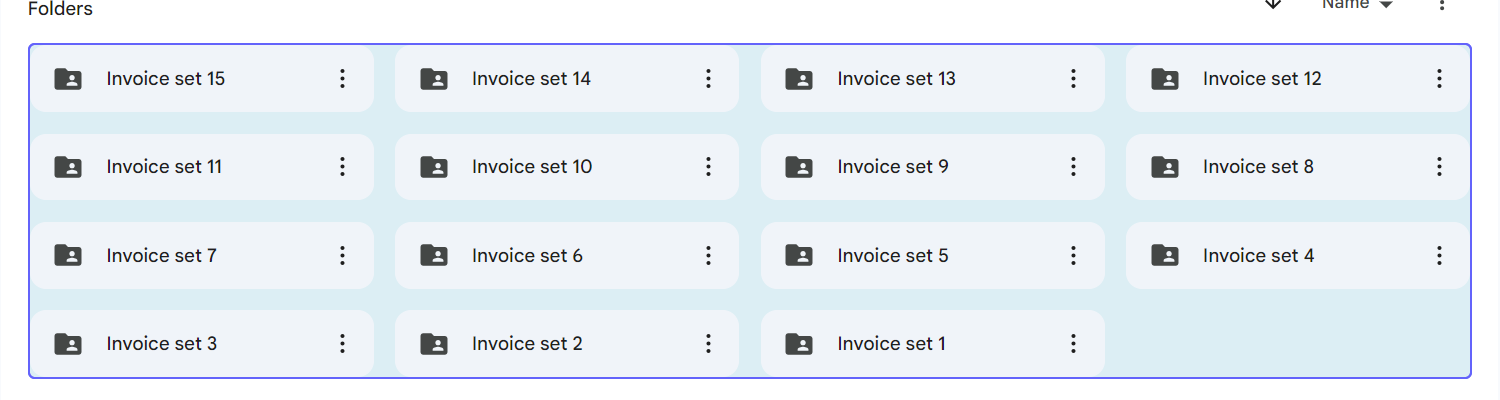 Folders
Name
Invoice set 15
Invoice set 14
Invoice set 13
Invoice set 12
Invoice set 11
Invoice set 10
Invoice set 9
Invoice set 8
Invoice set 7
Invoice set 6
Invoice set 5
Invoice set 4
Invoice set 3
Invoice set 2
Invoice set 1